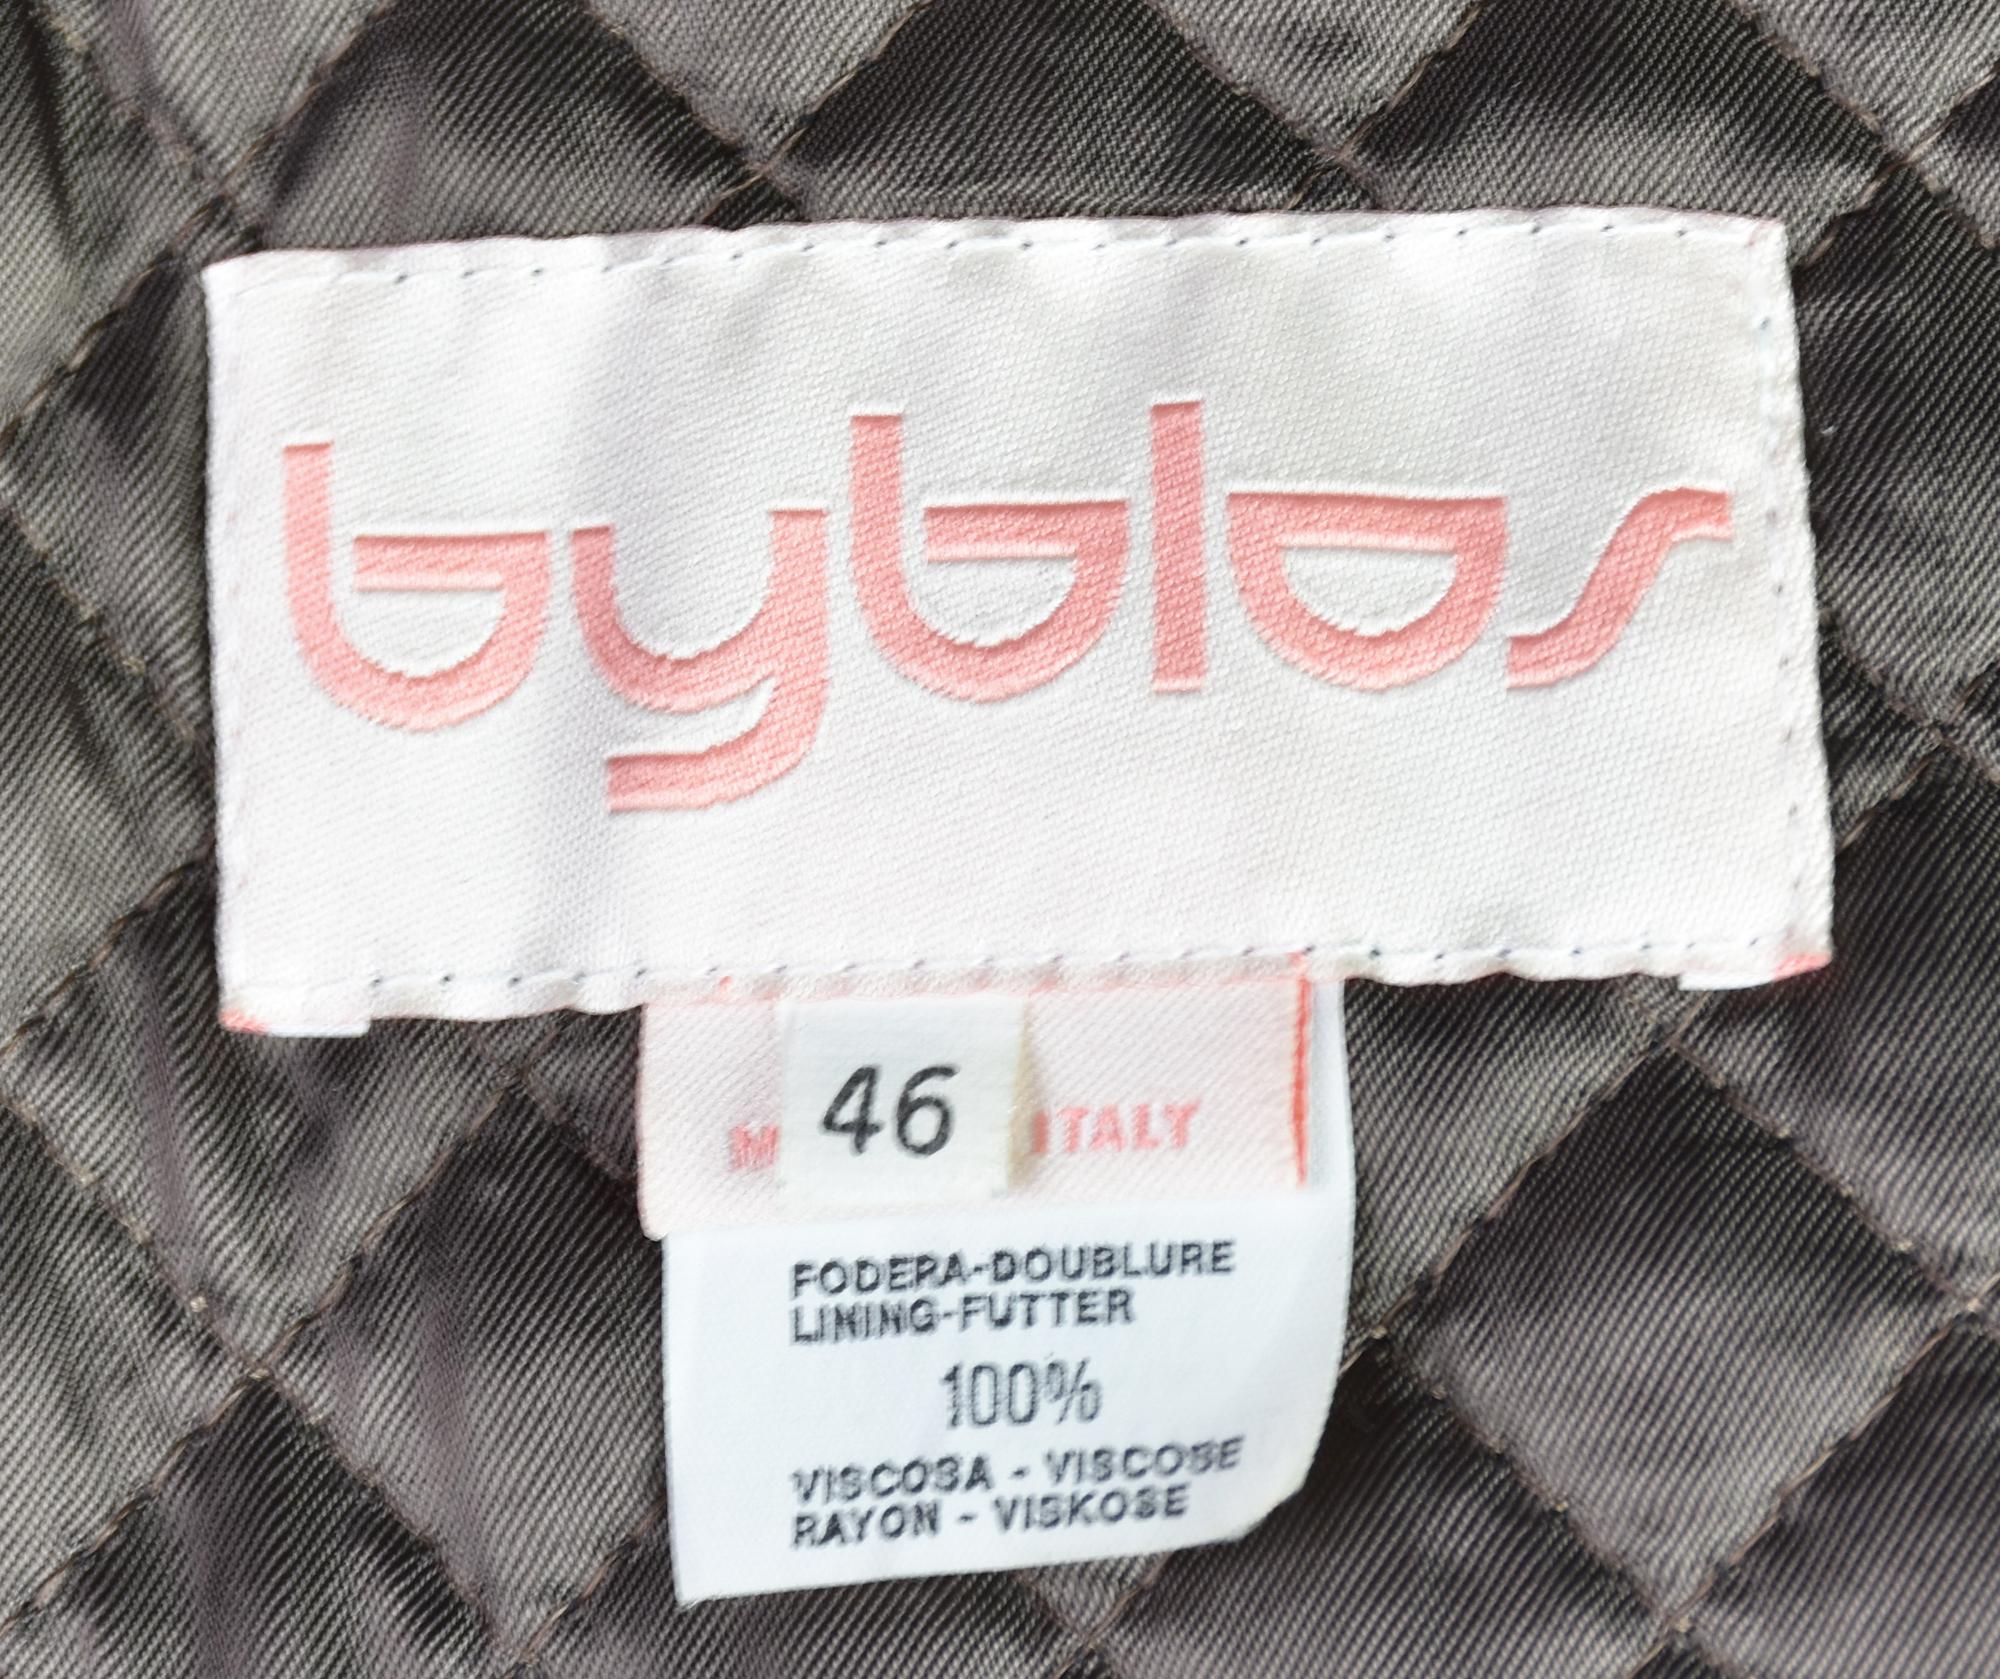 byblos
46
M ITALY
FODERA-DOUBLURE
LINING-FUTTER
100%
VISCOSA - VISCOSE
RAYON - VISKOSE